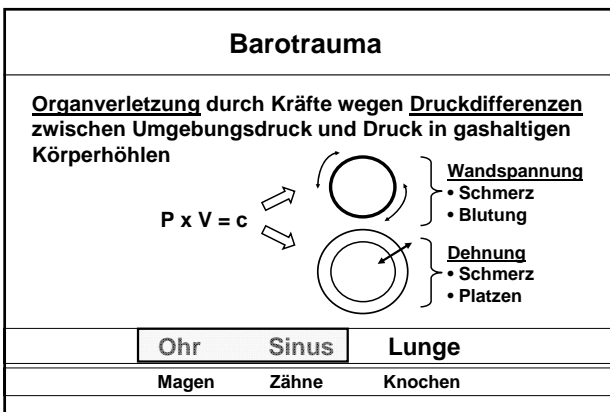 Barotrauma
Organverletzung durch Kräfte wegen Druckdifferenzen
zwischen Umgebungsdruck und Druck in gashaltigen
Körperhöhlen
P x V = c
Wandspannung
• Schmerz
• Blutung
Dehnung
• Schmerz
• Platzen
Ohr Sinus Lunge
Magen Zähne Knochen